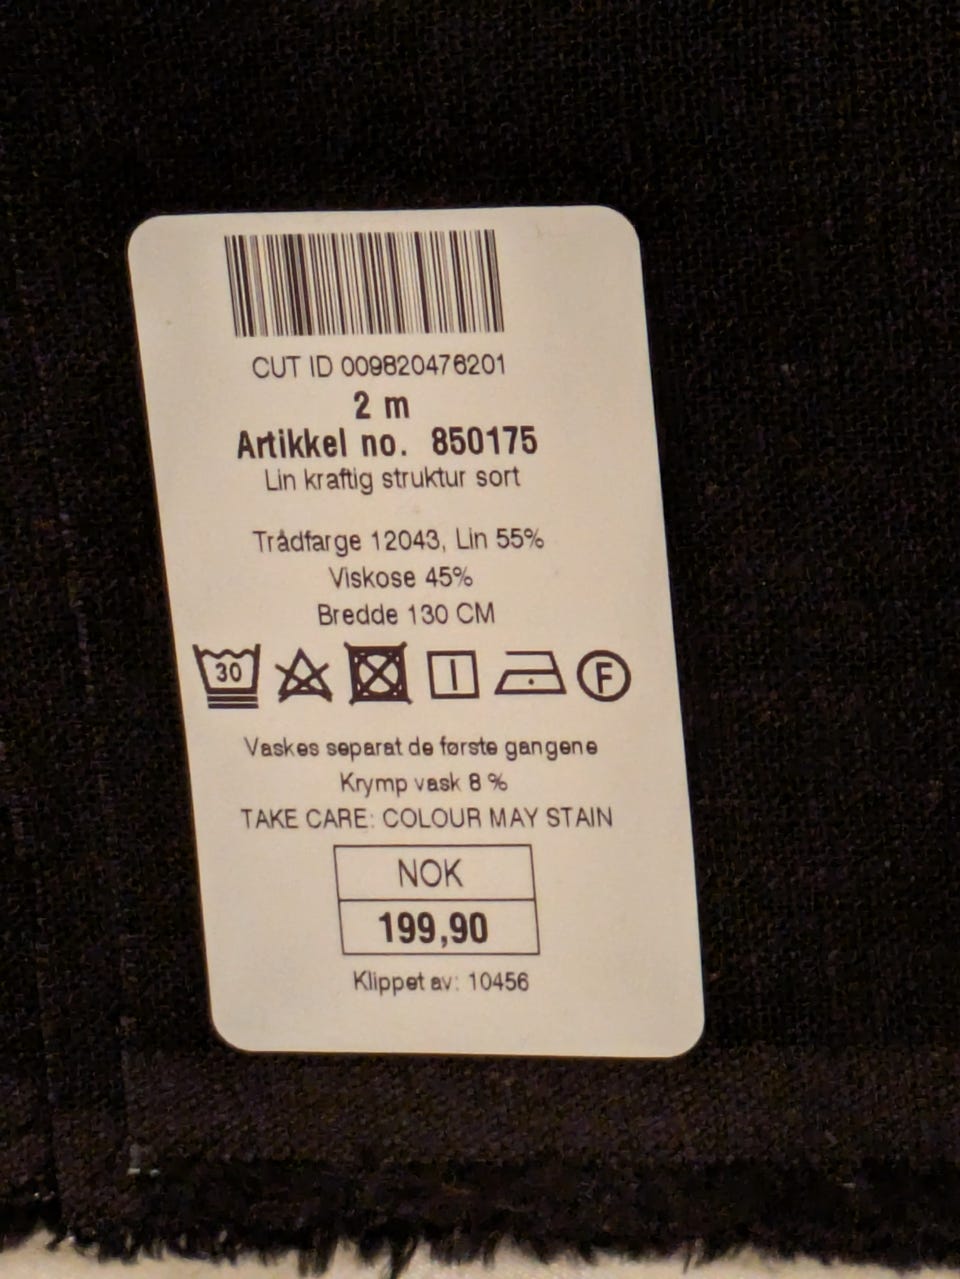 CUT ID 009820476201
2 m
Artikkel no. 850175
Lin kraftig struktur sort
Trådfarge 12043, Lin 55%
Viskose 45%
Bredde 130 CM
30 F
Vaskes separat de første gangene
Krymp vask 8 %
TAKE CARE: COLOUR MAY STAIN
NOK
199,90
Klippet av: 10456